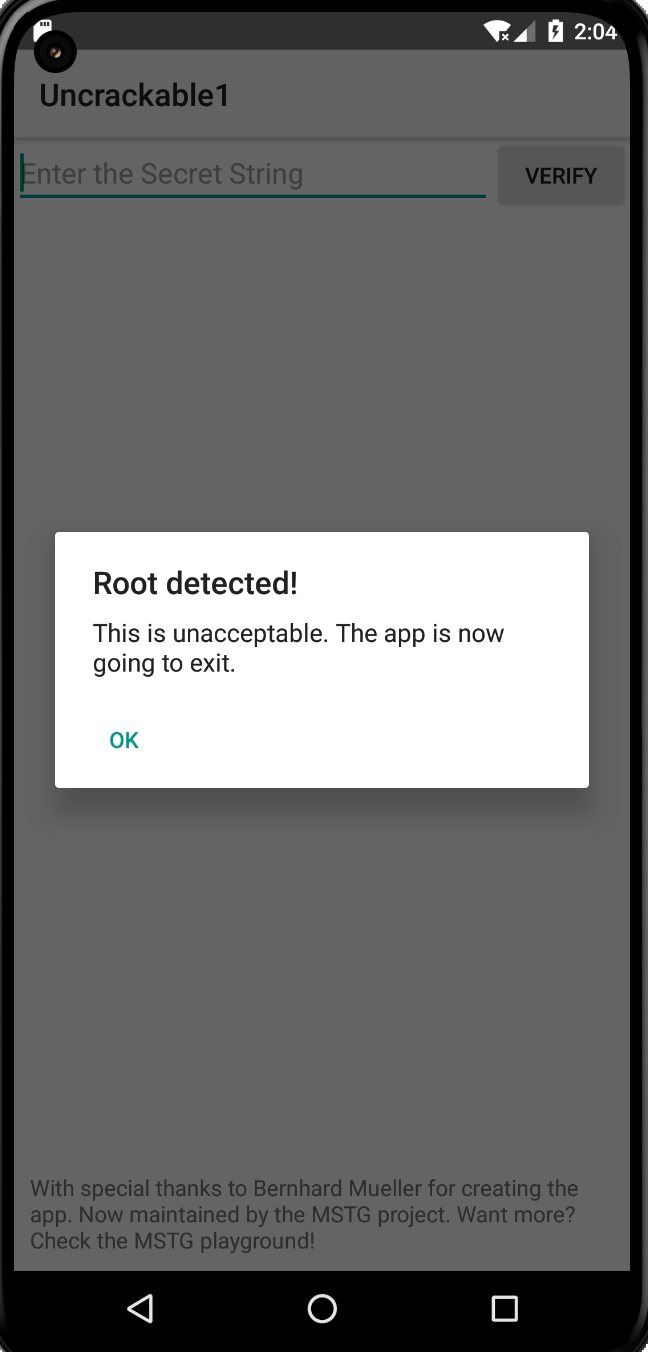 2:04
Uncrackable1
Enter the Secret String
VERIFY
Root detected!
This is unacceptable. The app is now
going to exit.
OK
With special thanks to Bernhard Mueller for creating the
app. Now maintained by the MSTG project. Want more?
Check the MSTG playground!